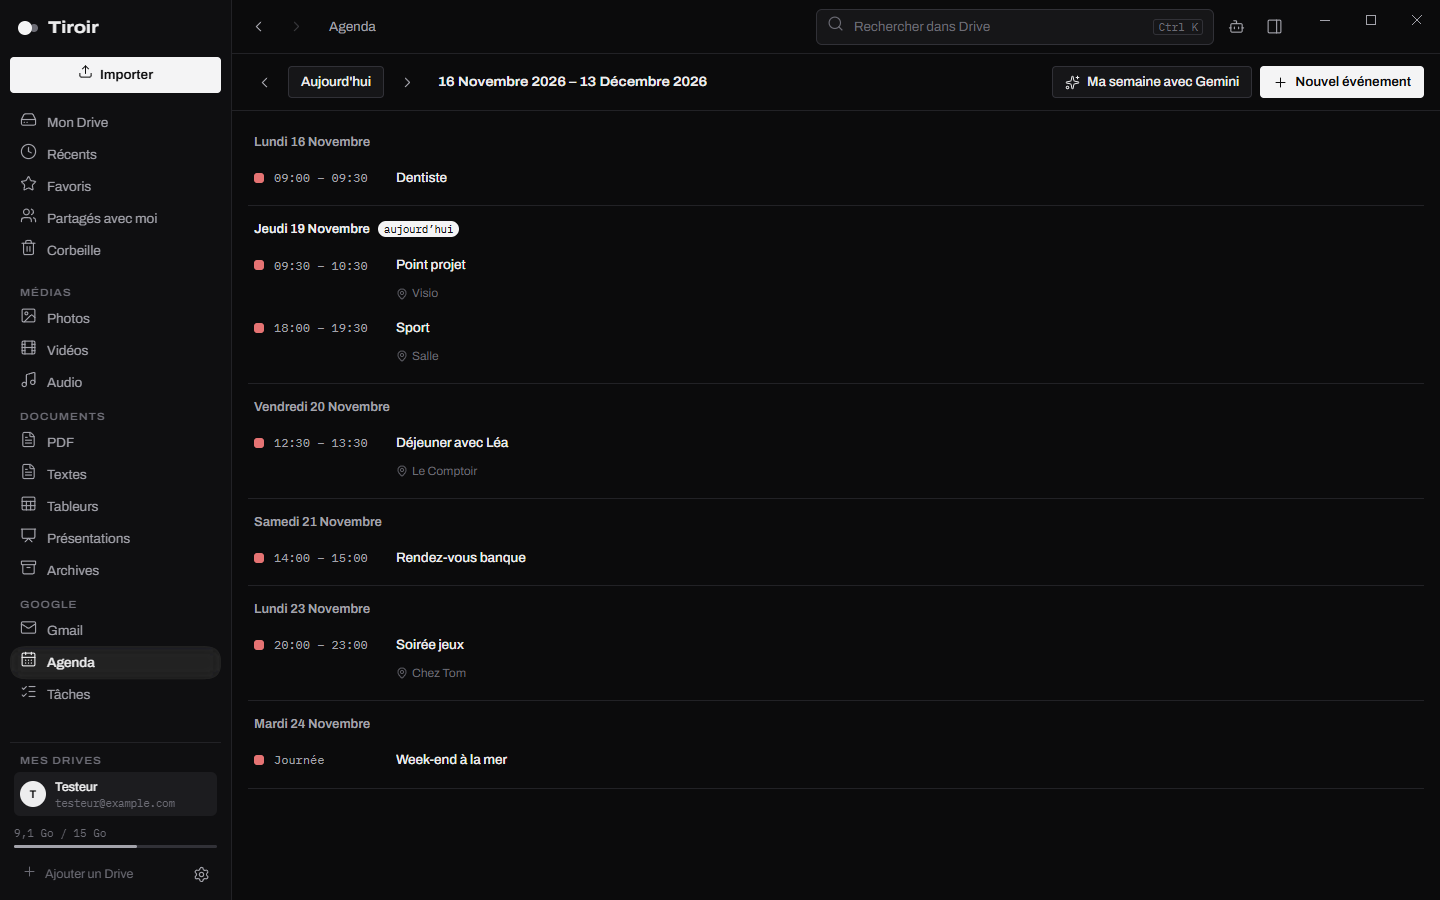 Tiroir
Importer
Mon Drive
Récents
Favoris
Partagés avec moi
Corbeille
MÉDIAS
Photos
Vidéos
Audio
DOCUMENTS
PDF
Textes
Tableurs
Présentations
Archives
GOOGLE
Gmail
Agenda
Tâches
MES DRIVES
T
Testeur
testeur@example.com
9,1 Go / 15 Go
Ajouter un Drive
Agenda
Rechercher dans Drive Ctrl K
Aujourd'hui
16 Novembre 2026 – 13 Décembre 2026
Ma semaine avec Gemini
Nouvel événement
Lundi 16 Novembre
09:00 – 09:30 Dentiste
Jeudi 19 Novembre aujourd’hui
09:30 – 10:30 Point projet
Visio
18:00 – 19:30 Sport
Salle
Vendredi 20 Novembre
12:30 – 13:30 Déjeuner avec Léa
Le Comptoir
Samedi 21 Novembre
14:00 – 15:00 Rendez-vous banque
Lundi 23 Novembre
20:00 – 23:00 Soirée jeux
Chez Tom
Mardi 24 Novembre
Journée Week-end à la mer